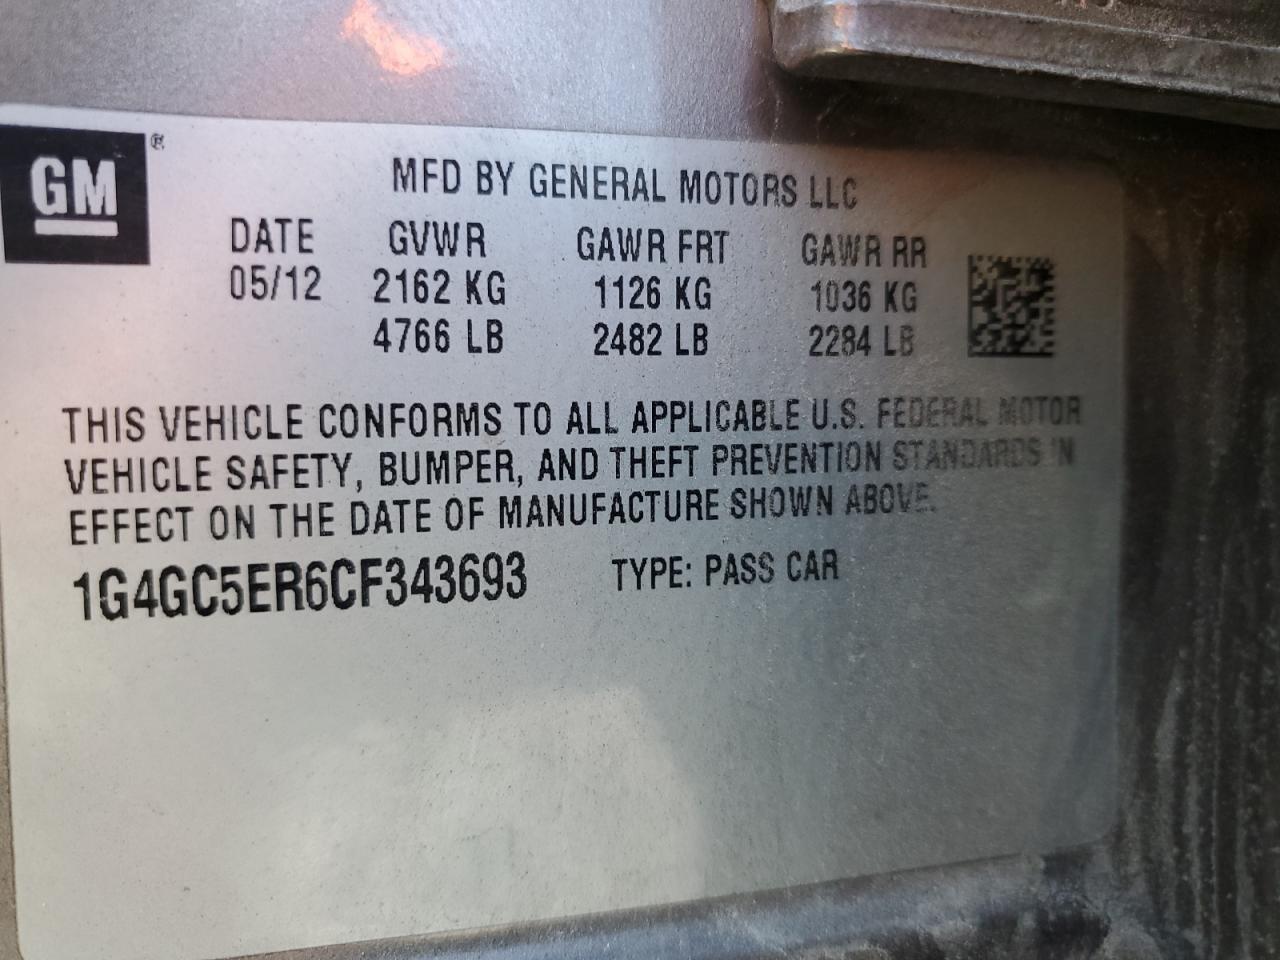 GM®
MFD BY GENERAL MOTORS LLC
DATE GVWR GAWR FRT GAWR RR
05/12 2162 KG 1126 KG 1036 KG
4766 LB 2482 LB 2284 LB
THIS VEHICLE CONFORMS TO ALL APPLICABLE U.S. FEDERAL MOTOR
VEHICLE SAFETY, BUMPER, AND THEFT PREVENTION STANDARDS IN
EFFECT ON THE DATE OF MANUFACTURE SHOWN ABOVE.
1G4GC5ER6CF343693 TYPE: PASS CAR